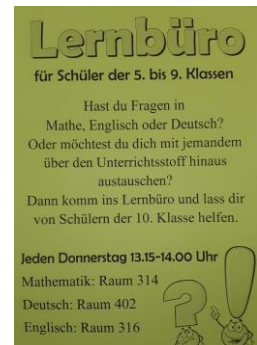 Lernbüro
für Schüler der 5. bis 9. Klassen
Hast du Fragen in
Mathe, Englisch oder Deutsch?
Oder möchtest du dich mit jemandem
über den Unterrichtsstoff hinaus
austauschen?
Dann komm ins Lernbüro und lass dir
von Schülern der 10. Klasse helfen.
Jeden Donnerstag 13.15-14.00 Uhr
Mathematik: Raum 314
Deutsch: Raum 402
Englisch: Raum 316